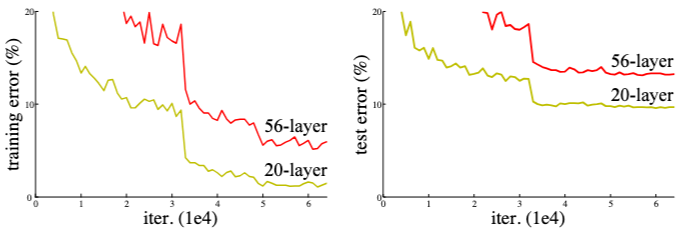 training error (%)
20
10
0
56-layer
20-layer
0 1 2 3 4 5 6
iter. (1e4)
test error (%)
20
10
0
56-layer
20-layer
0 1 2 3 4 5 6
iter. (1e4)